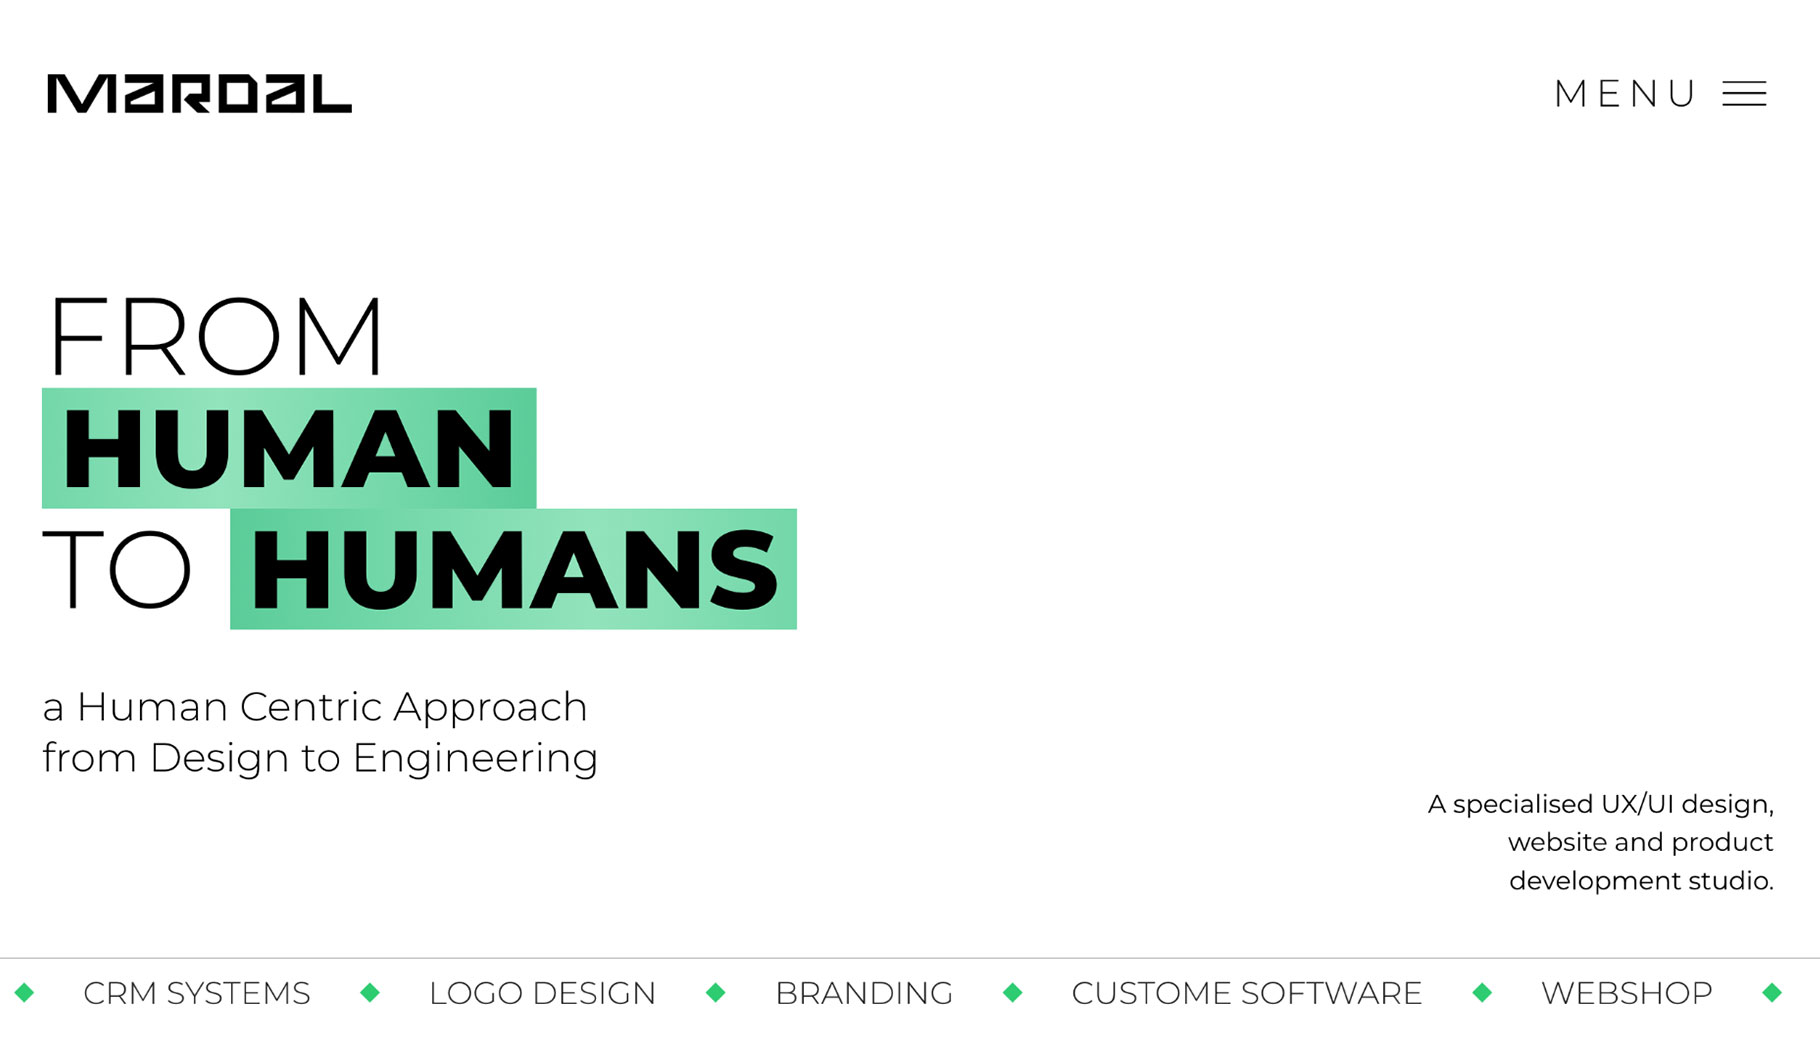 MARDAL
MENU
FROM
HUMAN
TO HUMANS
a Human Centric Approach
from Design to Engineering
A specialised UX/UI design,
website and product
development studio.
CRM SYSTEMS LOGO DESIGN BRANDING CUSTOME SOFTWARE WEBSHOP